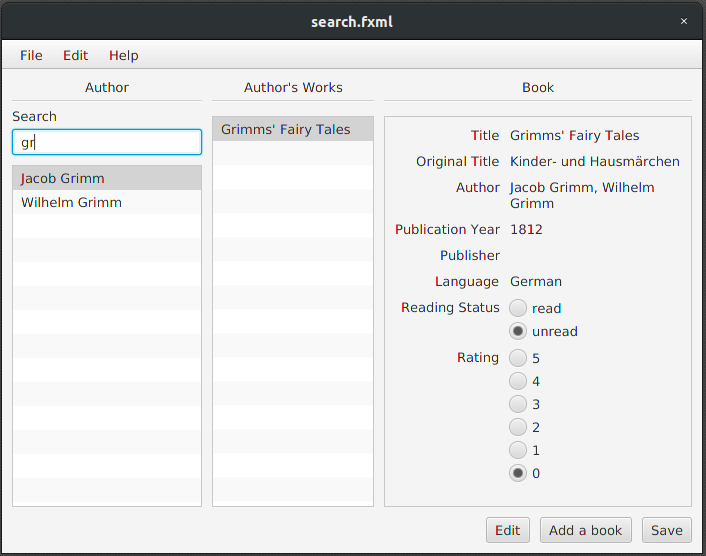 search.fxml
×
File Edit Help
Author
Search
gr
Jacob Grimm
Wilhelm Grimm
Author's Works
Grimms' Fairy Tales
Book
Title Grimms' Fairy Tales
Original Title Kinder- und Hausmärchen
Author Jacob Grimm, Wilhelm
Grimm
Publication Year 1812
Publisher
Language German
Reading Status read
unread
Rating 5
4
3
2
1
0
Edit Add a book Save